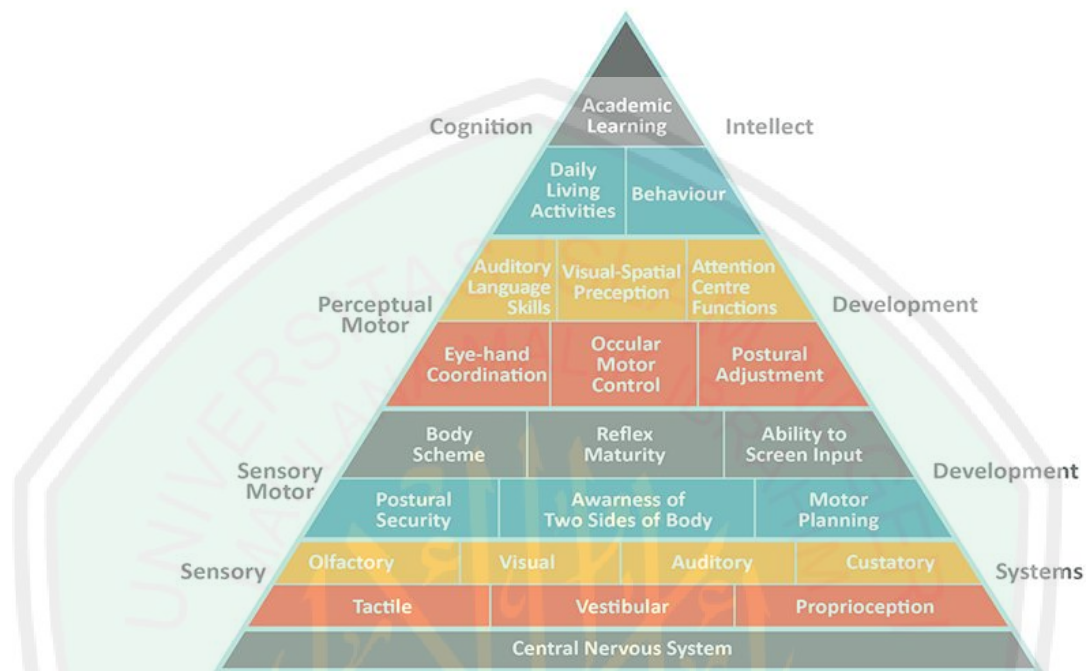 Academic
Learning
Cognition
Intellect
Daily
Living
Activities
Behaviour
Auditory
Language
Skills
Visual-Spatial
Preception
Attention
Centre
Functions
Perceptual
Motor
Development
Eye-hand
Coordination
Occular
Motor
Control
Postural
Adjustment
Body
Scheme
Reflex
Maturity
Ability to
Screen Input
Sensory
Motor
Development
Postural
Security
Awarness of
Two Sides of Body
Motor
Planning
Sensory
Olfactory
Visual
Auditory
Custatory
Systems
Tactile
Vestibular
Proprioception
Central Nervous System